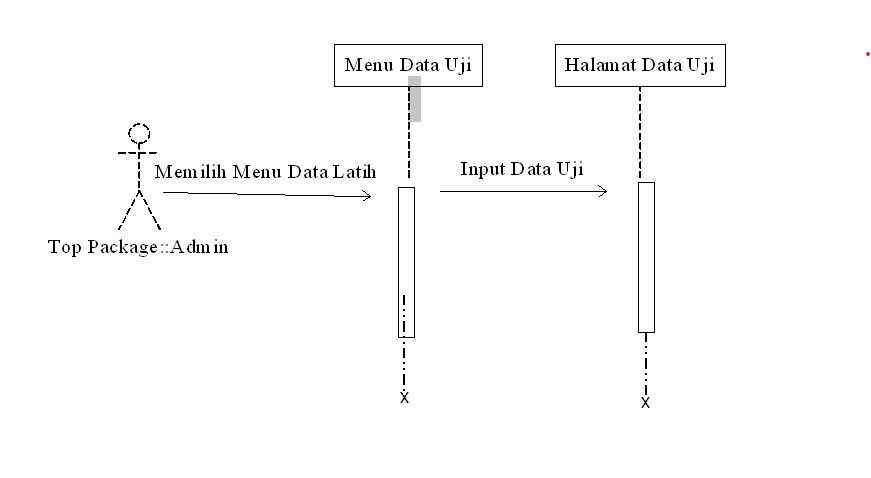 Menu Data Uji
Halamat Data Uji
Memilih Menu Data Latih
Input Data Uji
Top Package::Admin
X
X